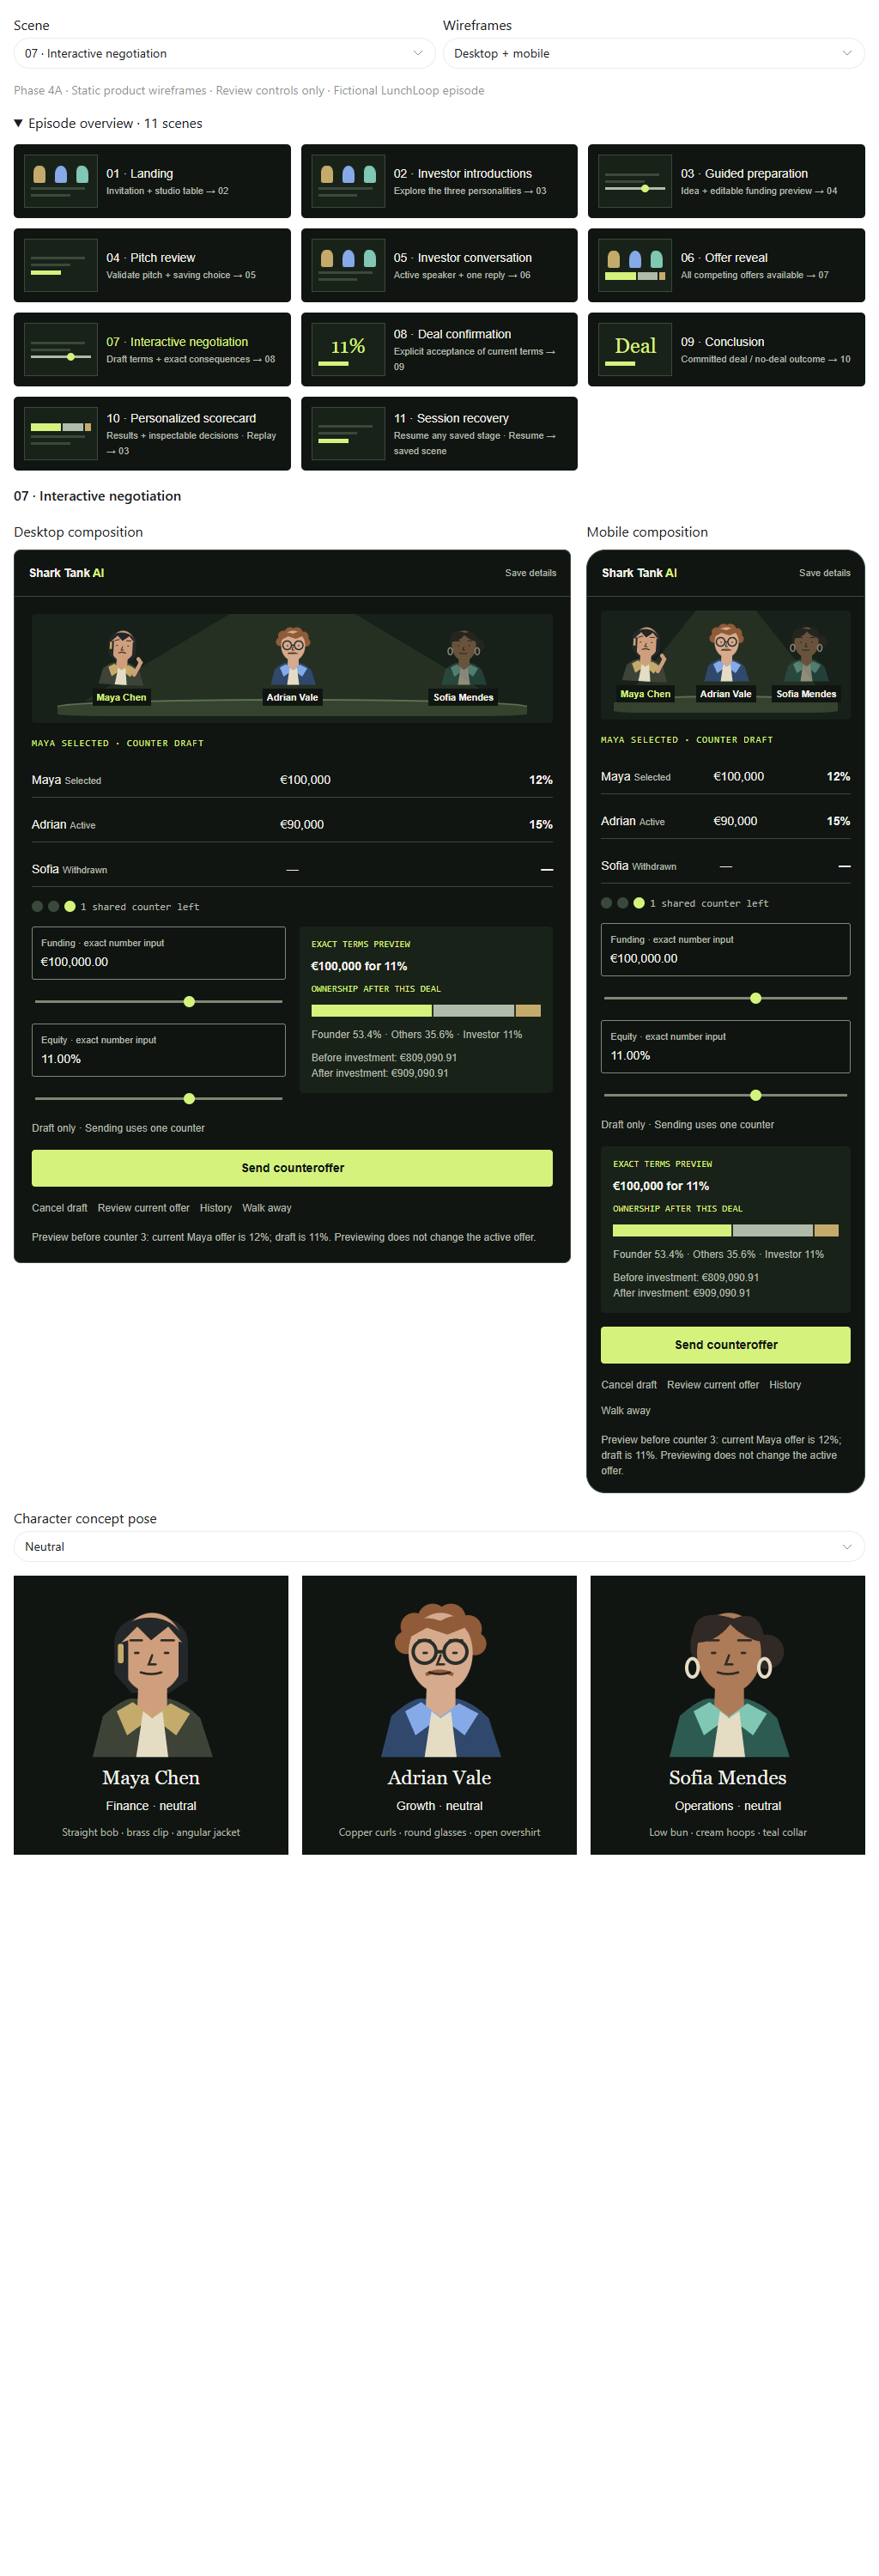 Scene
Wireframes
07 · Interactive negotiation
Desktop + mobile
Phase 4A · Static product wireframes · Review controls only · Fictional LunchLoop episode
▼ Episode overview · 11 scenes
01 · Landing
Invitation + studio table → 02
02 · Investor introductions
Explore the three personalities → 03
03 · Guided preparation
Idea + editable funding preview → 04
04 · Pitch review
Validate pitch + saving choice → 05
05 · Investor conversation
Active speaker + one reply → 06
06 · Offer reveal
All competing offers available → 07
07 · Interactive negotiation
Draft terms + exact consequences → 08
11%
08 · Deal confirmation
Explicit acceptance of current terms →
09
Deal
09 · Conclusion
Committed deal / no-deal outcome → 10
10 · Personalized scorecard
Results + inspectable decisions · Replay
→ 03
11 · Session recovery
Resume any saved stage · Resume →
saved scene
07 · Interactive negotiation
Desktop composition
Shark Tank AI
Save details
Maya Chen
Adrian Vale
Sofia Mendes
MAYA SELECTED · COUNTER DRAFT
Maya Selected €100,000 12%
Adrian Active €90,000 15%
Sofia Withdrawn — —
1 shared counter left
Funding · exact number input
€100,000.00
Equity · exact number input
11.00%
EXACT TERMS PREVIEW
€100,000 for 11%
OWNERSHIP AFTER THIS DEAL
Founder 53.4% · Others 35.6% · Investor 11%
Before investment: €809,090.91
After investment: €909,090.91
Draft only · Sending uses one counter
Send counteroffer
Cancel draft Review current offer History Walk away
Preview before counter 3: current Maya offer is 12%; draft is 11%. Previewing does not change the active offer.
Mobile composition
Shark Tank AI
Save details
Maya Chen
Adrian Vale
Sofia Mendes
MAYA SELECTED · COUNTER DRAFT
Maya Selected €100,000 12%
Adrian Active €90,000 15%
Sofia Withdrawn — —
1 shared counter left
Funding · exact number input
€100,000.00
Equity · exact number input
11.00%
Draft only · Sending uses one counter
EXACT TERMS PREVIEW
€100,000 for 11%
OWNERSHIP AFTER THIS DEAL
Founder 53.4% · Others 35.6% · Investor 11%
Before investment: €809,090.91
After investment: €909,090.91
Send counteroffer
Cancel draft Review current offer History
Walk away
Preview before counter 3: current Maya offer is 12%;
draft is 11%. Previewing does not change the active
offer.
Character concept pose
Neutral
Maya Chen
Finance · neutral
Straight bob · brass clip · angular jacket
Adrian Vale
Growth · neutral
Copper curls · round glasses · open overshirt
Sofia Mendes
Operations · neutral
Low bun · cream hoops · teal collar